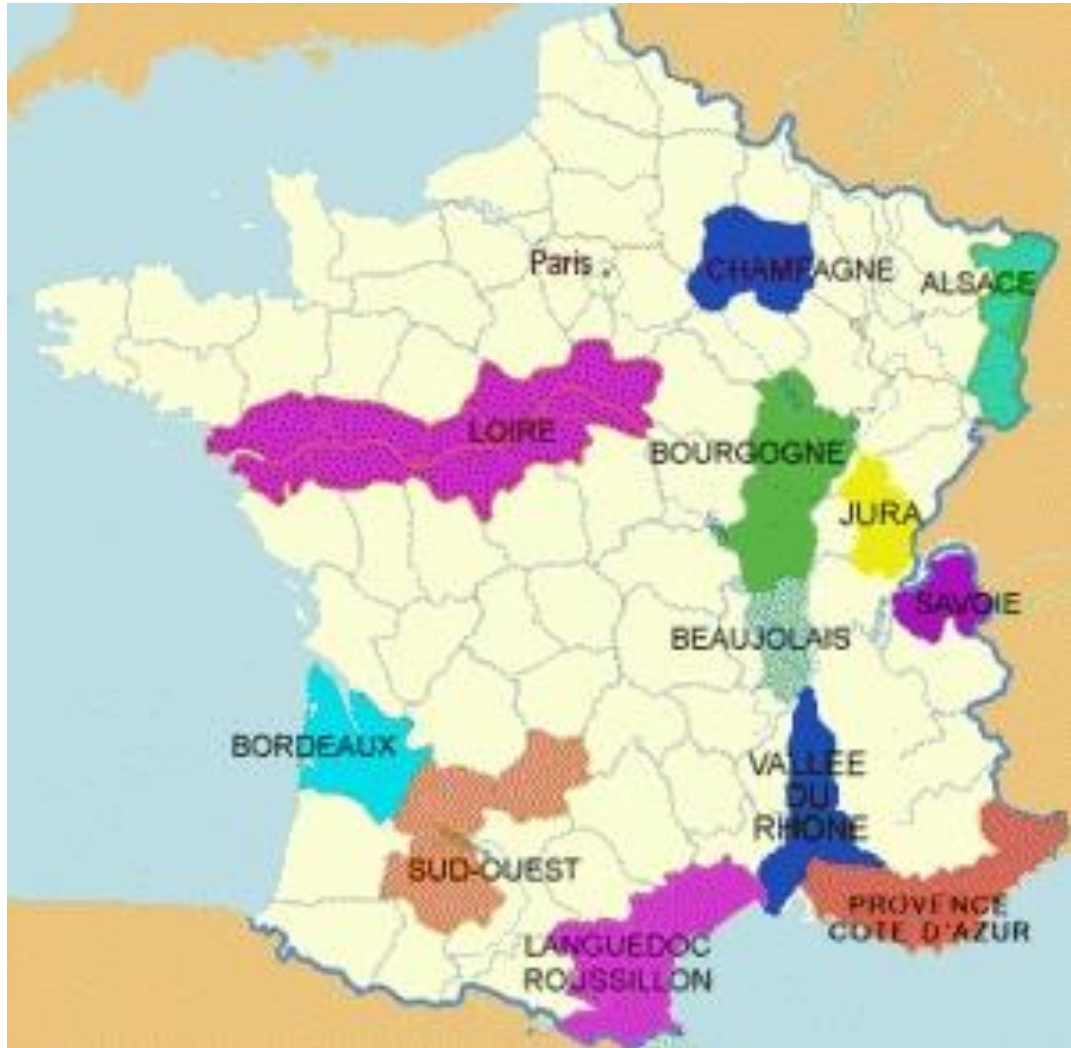 Paris
CHAMPAGNE
ALSACE
LOIRE
BOURGOGNE
JURA
SAVOIE
BEAUJOLAIS
BORDEAUX
VALLEE
DU
RHONE
SUD-OUEST
PROVENCE
COTE D'AZUR
LANGUEDOC
ROUSSILLON